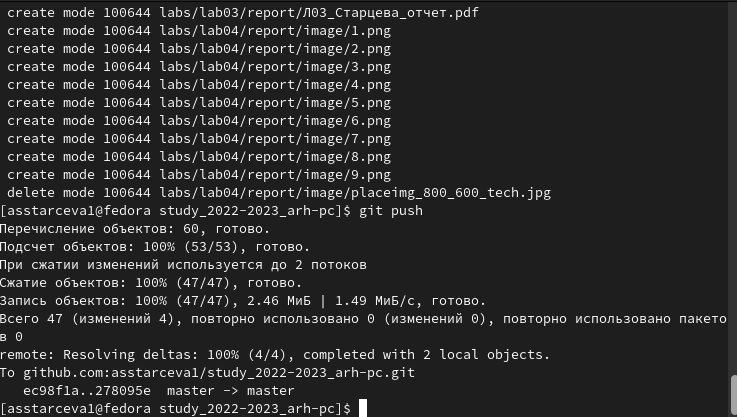 create mode 100644 labs/lab03/report/Л03_Старцева_отчет.pdf
create mode 100644 labs/lab04/report/image/1.png
create mode 100644 labs/lab04/report/image/2.png
create mode 100644 labs/lab04/report/image/3.png
create mode 100644 labs/lab04/report/image/4.png
create mode 100644 labs/lab04/report/image/5.png
create mode 100644 labs/lab04/report/image/6.png
create mode 100644 labs/lab04/report/image/7.png
create mode 100644 labs/lab04/report/image/8.png
create mode 100644 labs/lab04/report/image/9.png
delete mode 100644 labs/lab04/report/image/placeimg_800_600_tech.jpg
[asstarceva1@fedora study_2022-2023_arh-pc]$ git push
Перечисление объектов: 60, готово.
Подсчет объектов: 100% (53/53), готово.
При сжатии изменений используется до 2 потоков
Сжатие объектов: 100% (47/47), готово.
Запись объектов: 100% (47/47), 2.46 МиБ | 1.49 МиБ/с, готово.
Всего 47 (изменений 4), повторно использовано 0 (изменений 0), повторно использовано пакето
в 0
remote: Resolving deltas: 100% (4/4), completed with 2 local objects.
To github.com:asstarceva1/study_2022-2023_arh-pc.git
ec98f1a..278095e  master -> master
[asstarceva1@fedora study_2022-2023_arh-pc]$